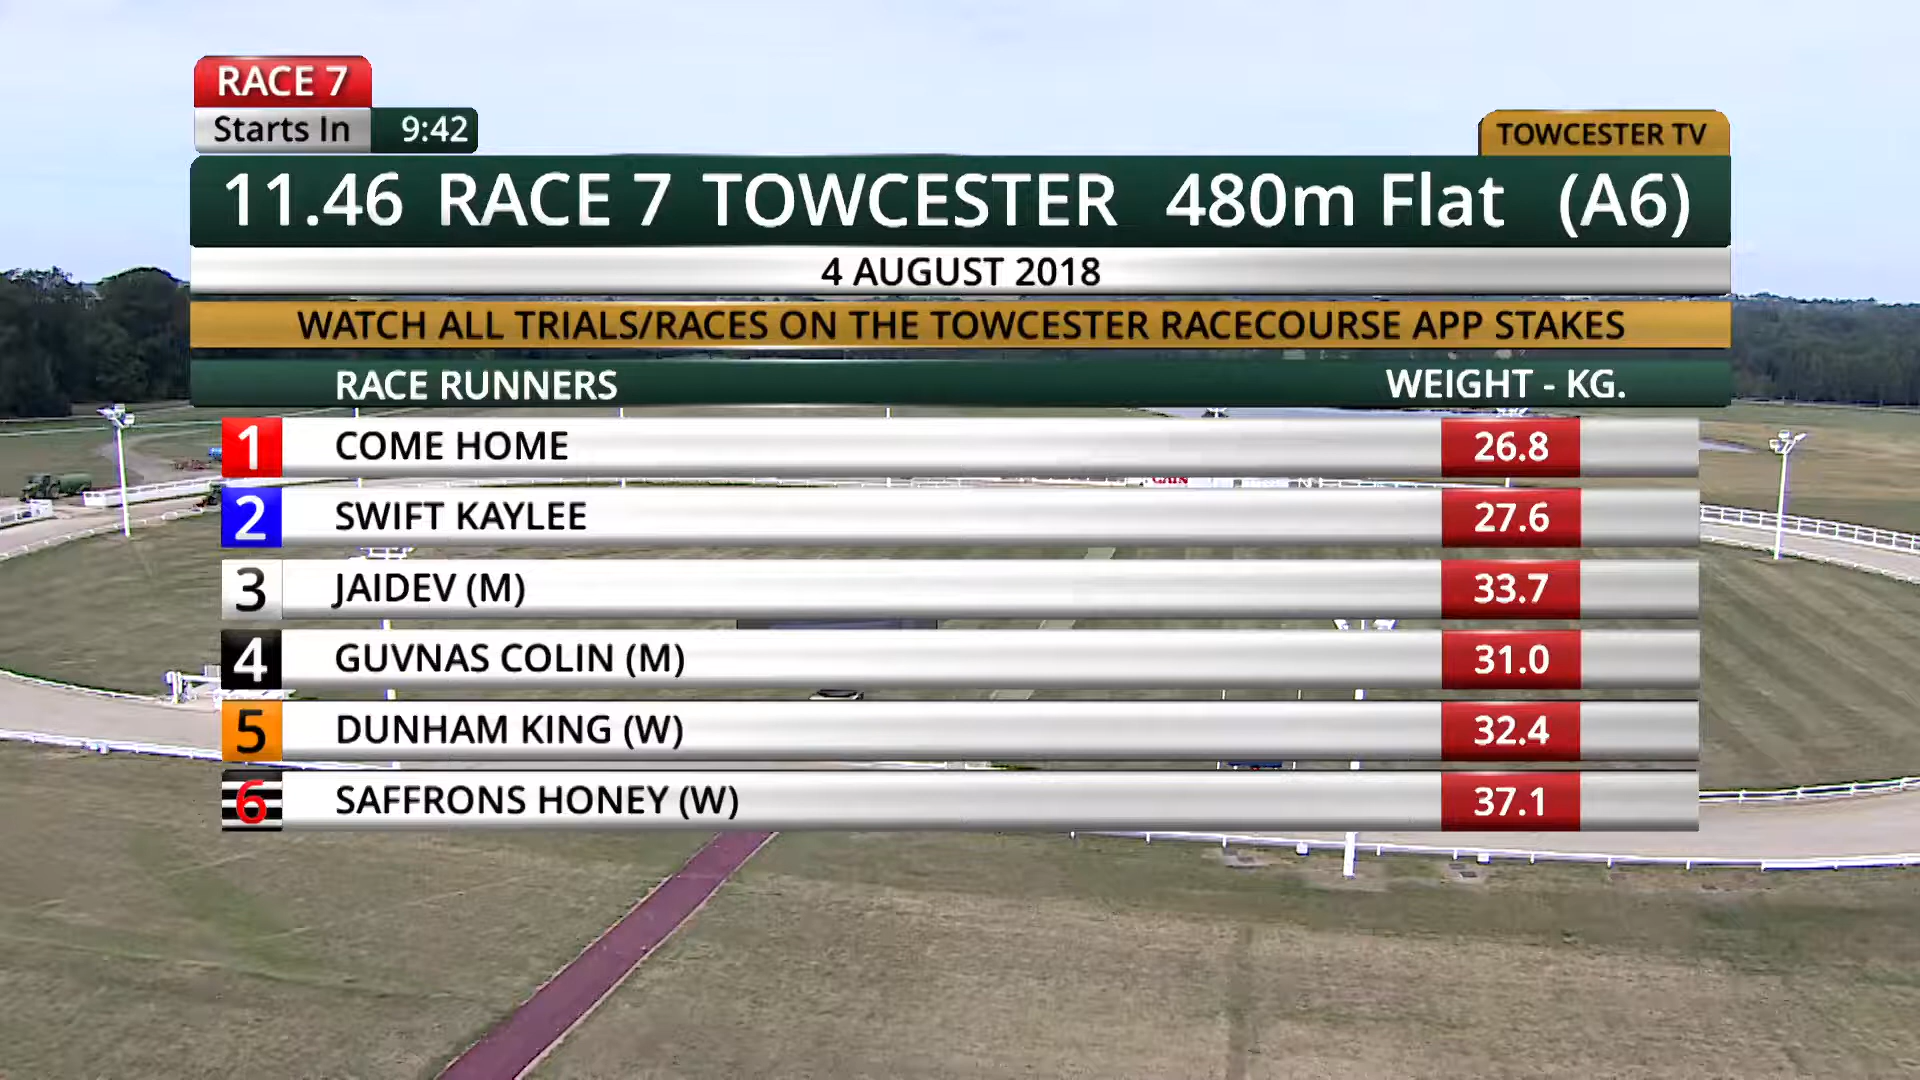 RACE 7
Starts In 9:42
TOWCESTER TV
11.46 RACE 7 TOWCESTER 480m Flat (A6)
4 AUGUST 2018
WATCH ALL TRIALS/RACES ON THE TOWCESTER RACECOURSE APP STAKES
RACE RUNNERS WEIGHT - KG.
1 COME HOME 26.8
2 SWIFT KAYLEE 27.6
3 JAIDEV (M) 33.7
4 GUVNAS COLIN (M) 31.0
5 DUNHAM KING (W) 32.4
6 SAFFRONS HONEY (W) 37.1